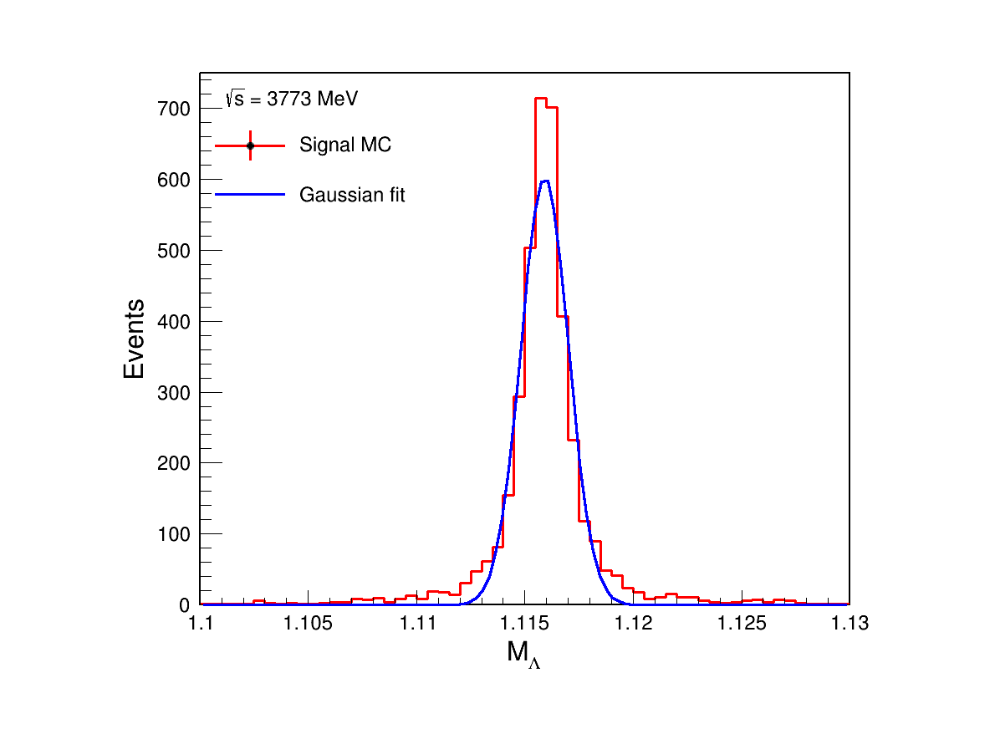 √s = 3773 MeV
Signal MC
Gaussian fit
700
600
500
400
300
200
100
0
Events
1.1 1.105 1.11 1.115 1.12 1.125 1.13
M_Λ